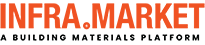 INFRA.MARKET
A BUILDING MATERIALS PLATFORM